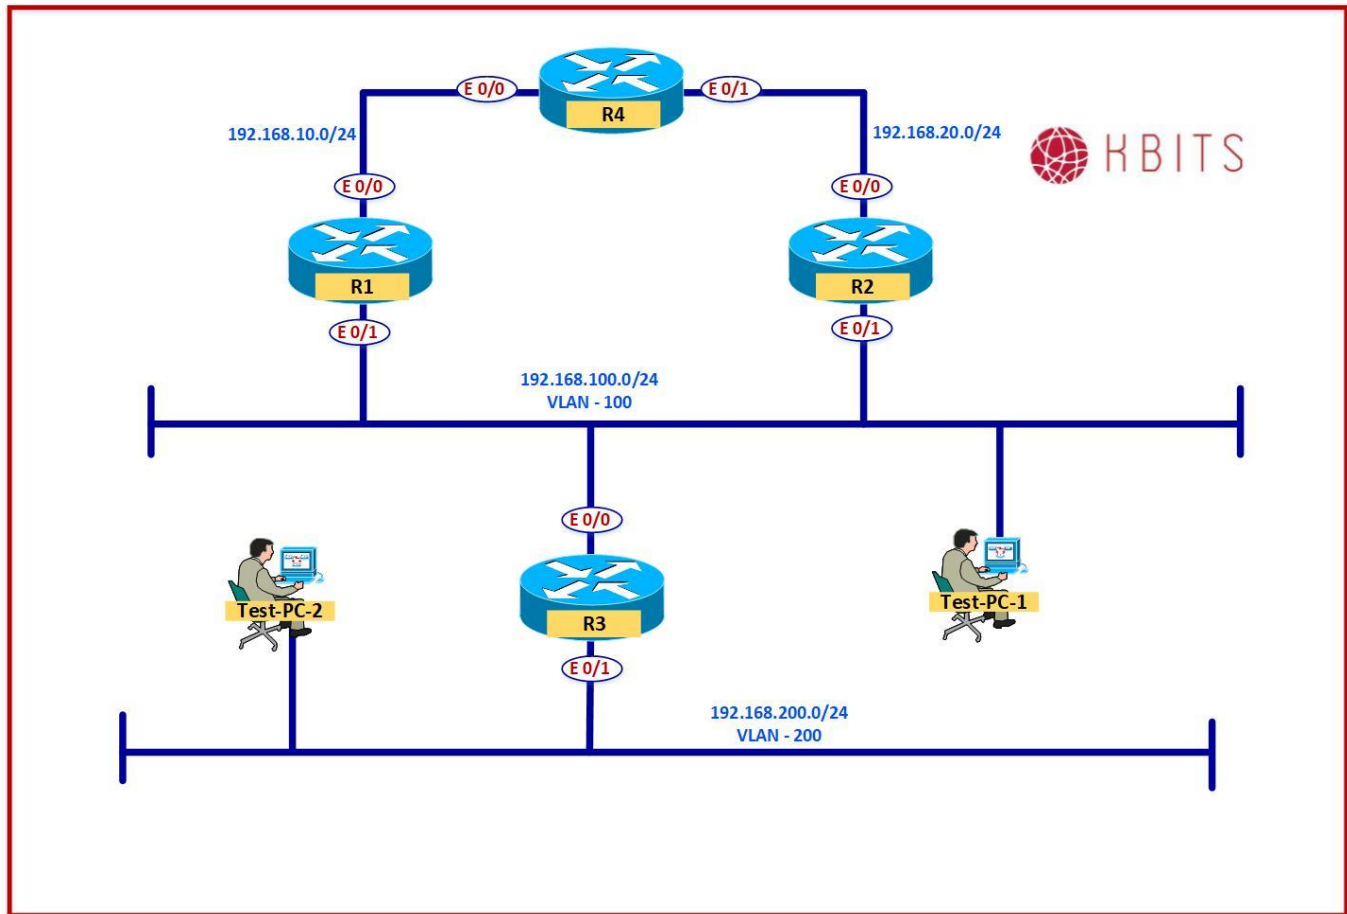 E 0/0
E 0/1
R4
192.168.10.0/24
192.168.20.0/24
KBITS
E 0/0
E 0/0
R1
R2
E 0/1
E 0/1
192.168.100.0/24
VLAN - 100
E 0/0
Test-PC-2
Test-PC-1
R3
E 0/1
192.168.200.0/24
VLAN - 200